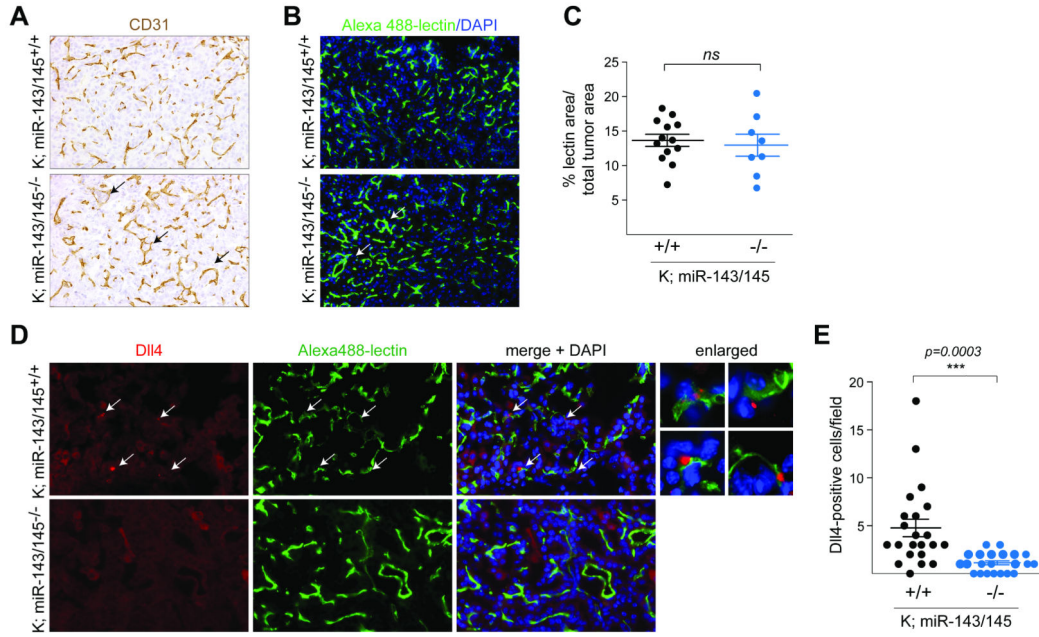 A
CD31
K; miR-143/145+/+
K; miR-143/145-/-
B
Alexa 488-lectin/DAPI
K; miR-143/145+/+
K; miR-143/145-/-
C
ns
% lectin area/
total tumor area
20
15
10
5
+/+
-/-
K; miR-143/145
D
Dll4
Alexa488-lectin
merge + DAPI
enlarged
K; miR-143/145+/+
K; miR-143/145-/-
E
p=0.0003
***
Dll4-positive cells/field
20
15
10
5
+/+
-/-
K; miR-143/145